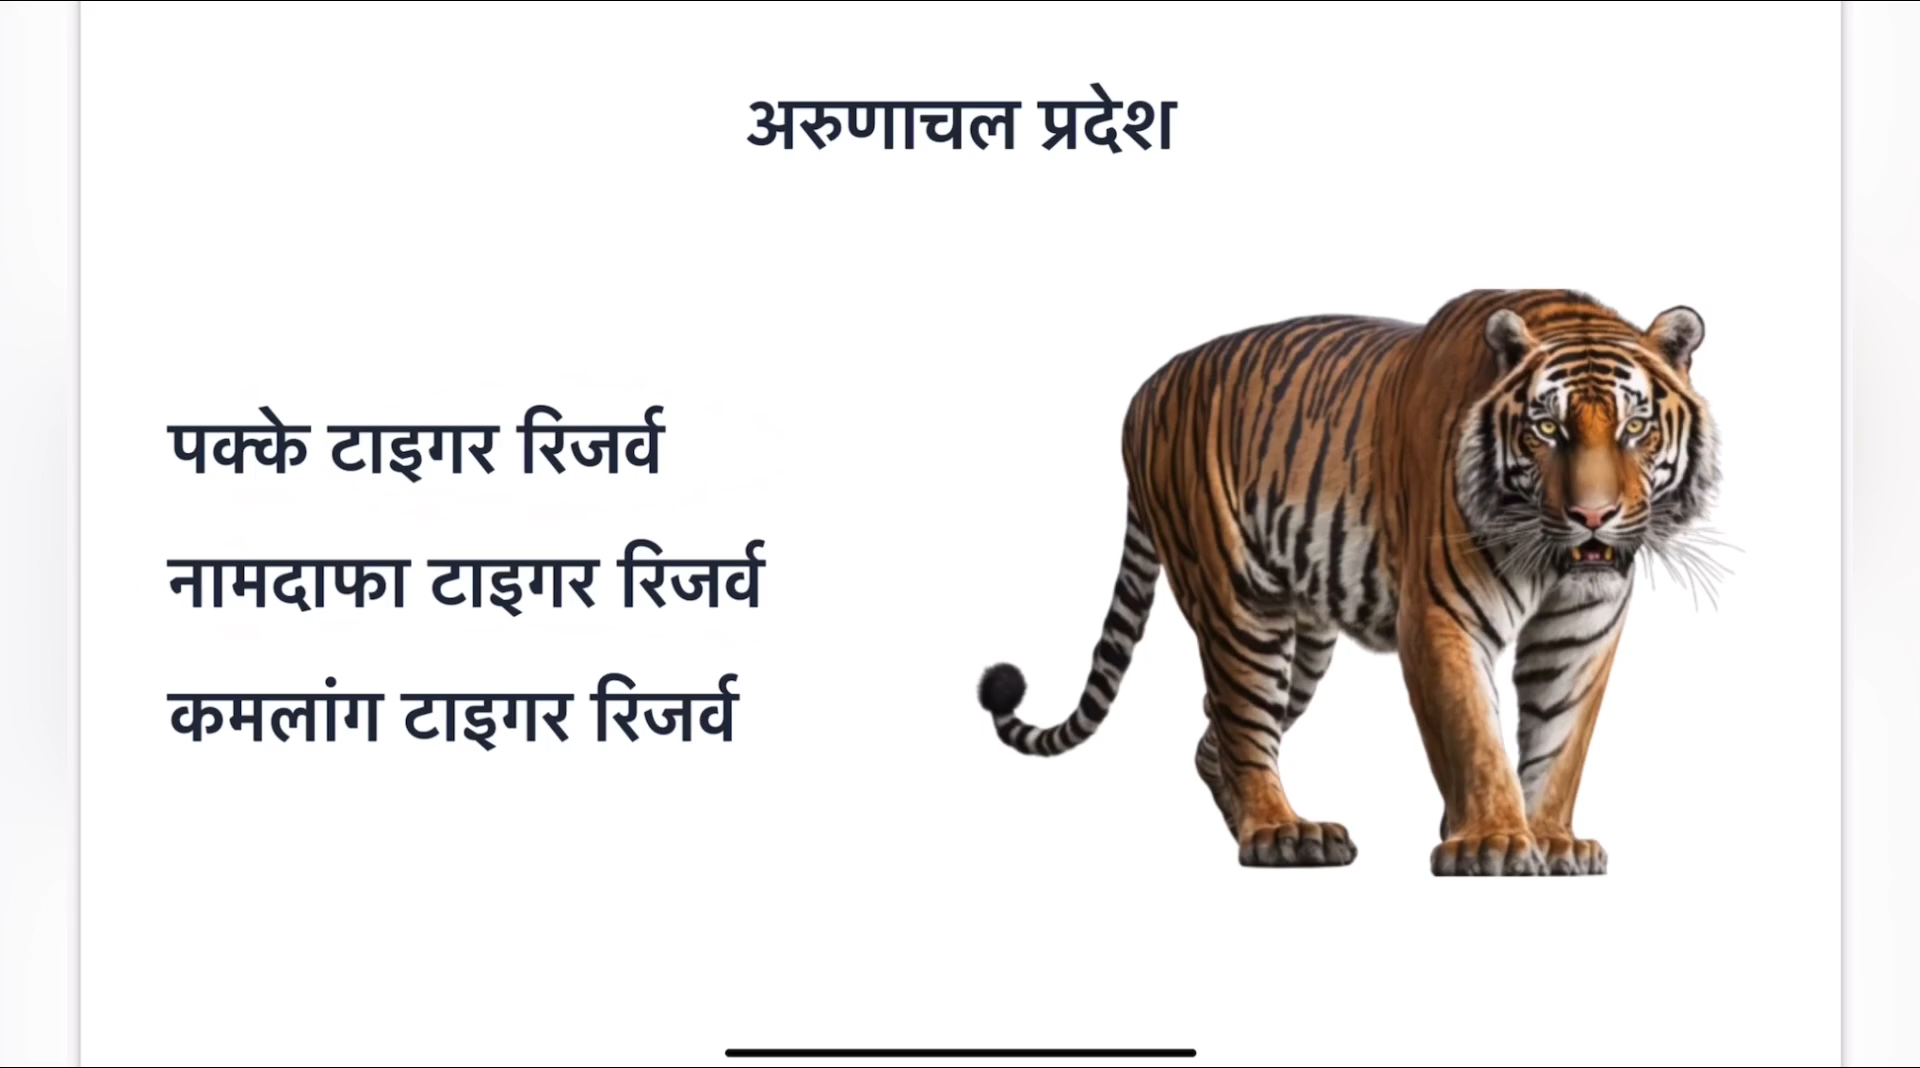 अरुणाचल प्रदेश
पक्के टाइगर रिजर्व
नामदाफा टाइगर रिजर्व
कमलांग टाइगर रिजर्व